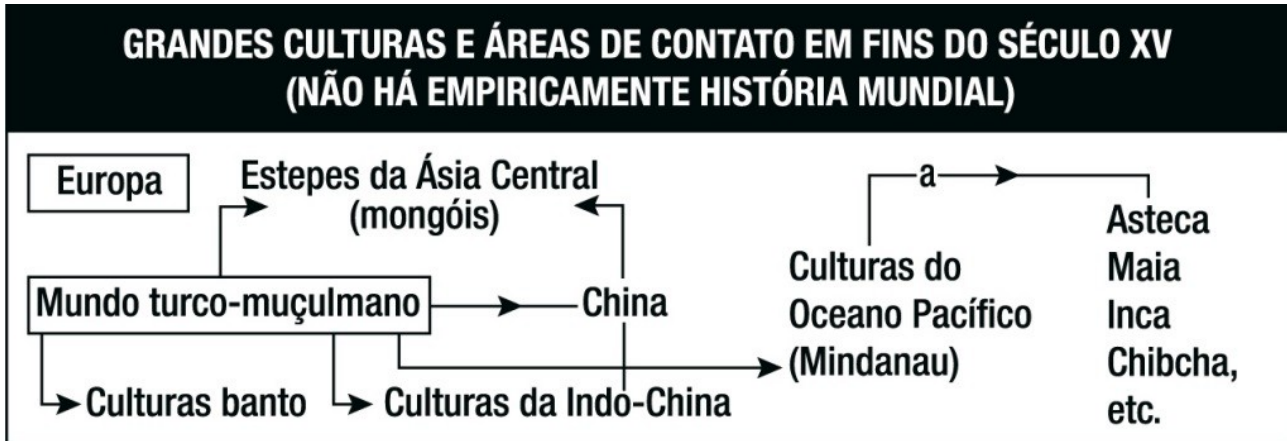 GRANDES CULTURAS E ÁREAS DE CONTATO EM FINS DO SÉCULO XV
(NÃO HÁ EMPIRICAMENTE HISTÓRIA MUNDIAL)
Europa
Estepes da Ásia Central
(mongóis)
Mundo turco-muçulmano
China
Culturas banto
Culturas da Indo-China
Culturas do
Oceano Pacífico
(Mindanau)
a
Asteca
Maia
Inca
Chibcha,
etc.